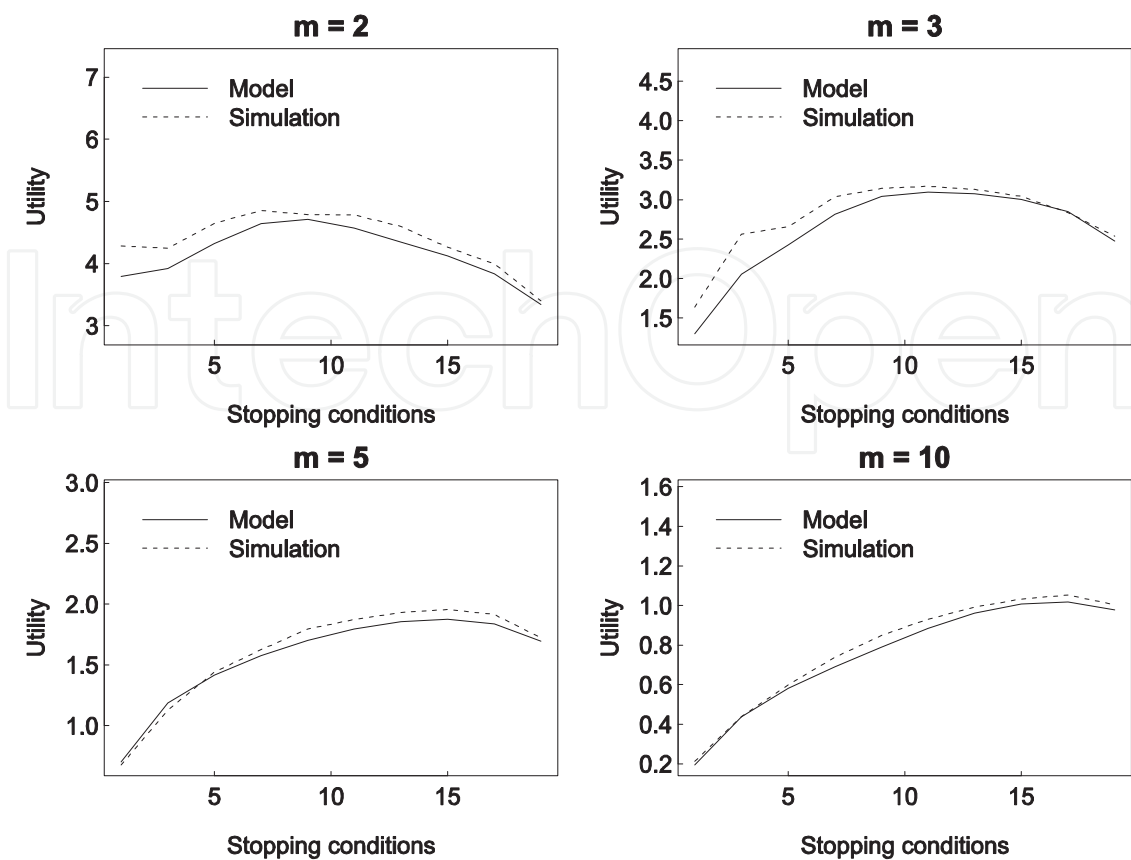 m = 2
7
6
5
4
3
Utility
Model
Simulation
5
10
15
Stopping conditions
m = 3
4.5
4.0
3.5
3.0
2.5
2.0
1.5
Utility
Model
Simulation
5
10
15
Stopping conditions
m = 5
3.0
2.5
2.0
1.5
1.0
Utility
Model
Simulation
5
10
15
Stopping conditions
m = 10
1.6
1.4
1.2
1.0
0.8
0.6
0.4
0.2
Utility
Model
Simulation
5
10
15
Stopping conditions
IntechOpen